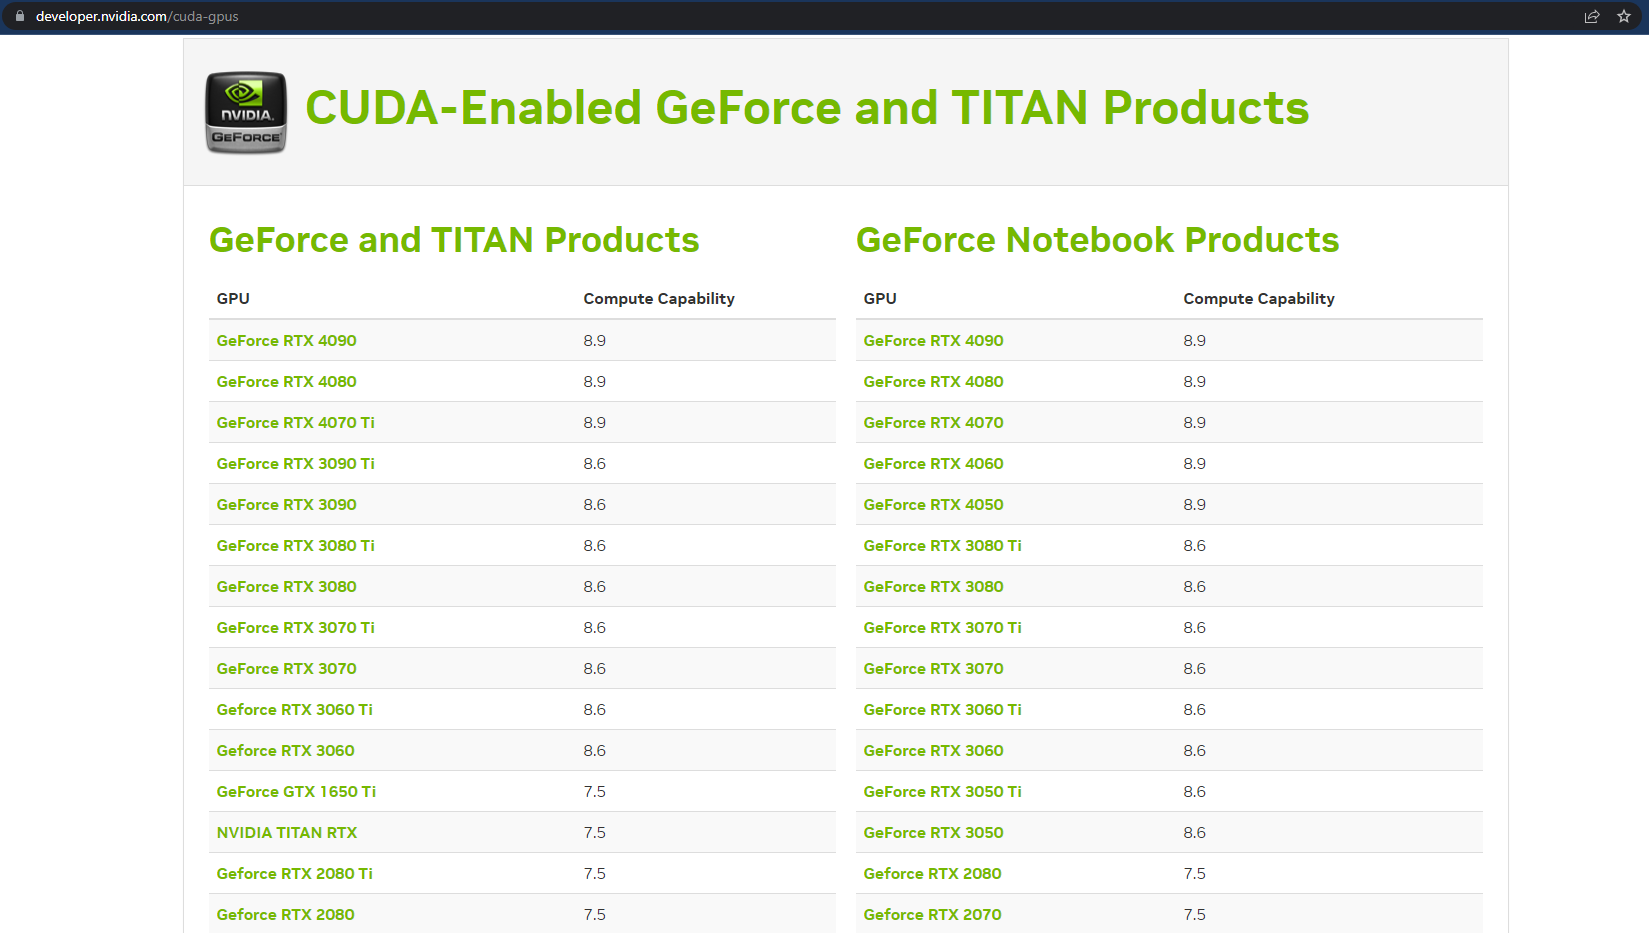 developer.nvidia.com/cuda-gpus
NVIDIA.
GEFORCE
CUDA-Enabled GeForce and TITAN Products
GeForce and TITAN Products
GPU Compute Capability
GeForce RTX 4090 8.9
GeForce RTX 4080 8.9
GeForce RTX 4070 Ti 8.9
GeForce RTX 3090 Ti 8.6
GeForce RTX 3090 8.6
GeForce RTX 3080 Ti 8.6
GeForce RTX 3080 8.6
GeForce RTX 3070 Ti 8.6
GeForce RTX 3070 8.6
Geforce RTX 3060 Ti 8.6
Geforce RTX 3060 8.6
GeForce GTX 1650 Ti 7.5
NVIDIA TITAN RTX 7.5
Geforce RTX 2080 Ti 7.5
Geforce RTX 2080 7.5
GeForce Notebook Products
GPU Compute Capability
GeForce RTX 4090 8.9
GeForce RTX 4080 8.9
GeForce RTX 4070 8.9
GeForce RTX 4060 8.9
GeForce RTX 4050 8.9
GeForce RTX 3080 Ti 8.6
GeForce RTX 3080 8.6
GeForce RTX 3070 Ti 8.6
GeForce RTX 3070 8.6
GeForce RTX 3060 Ti 8.6
GeForce RTX 3060 8.6
GeForce RTX 3050 Ti 8.6
GeForce RTX 3050 8.6
Geforce RTX 2080 7.5
Geforce RTX 2070 7.5